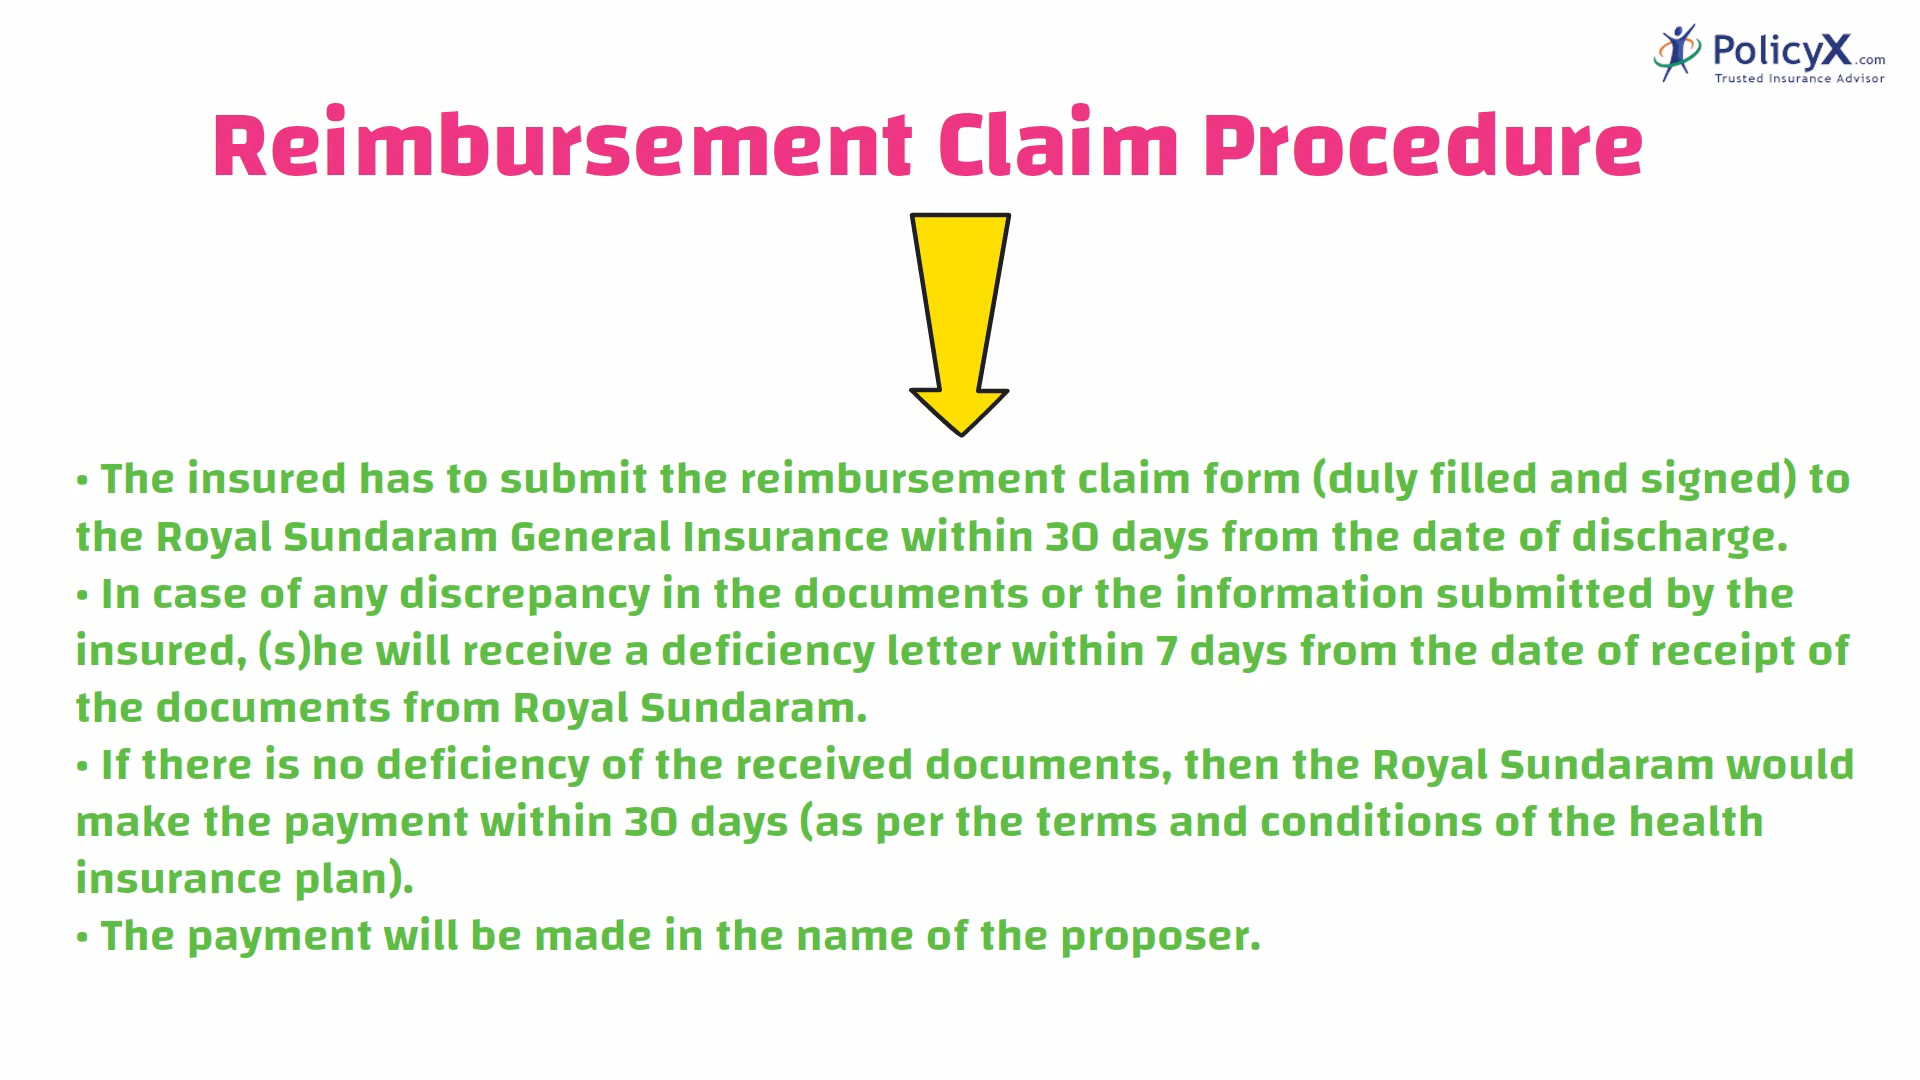 PolicyX.com
Trusted Insurance Advisor
Reimbursement Claim Procedure
• The insured has to submit the reimbursement claim form (duly filled and signed) to
the Royal Sundaram General Insurance within 30 days from the date of discharge.
• In case of any discrepancy in the documents or the information submitted by the
insured, (s)he will receive a deficiency letter within 7 days from the date of receipt of
the documents from Royal Sundaram.
• If there is no deficiency of the received documents, then the Royal Sundaram would
make the payment within 30 days (as per the terms and conditions of the health
insurance plan).
• The payment will be made in the name of the proposer.